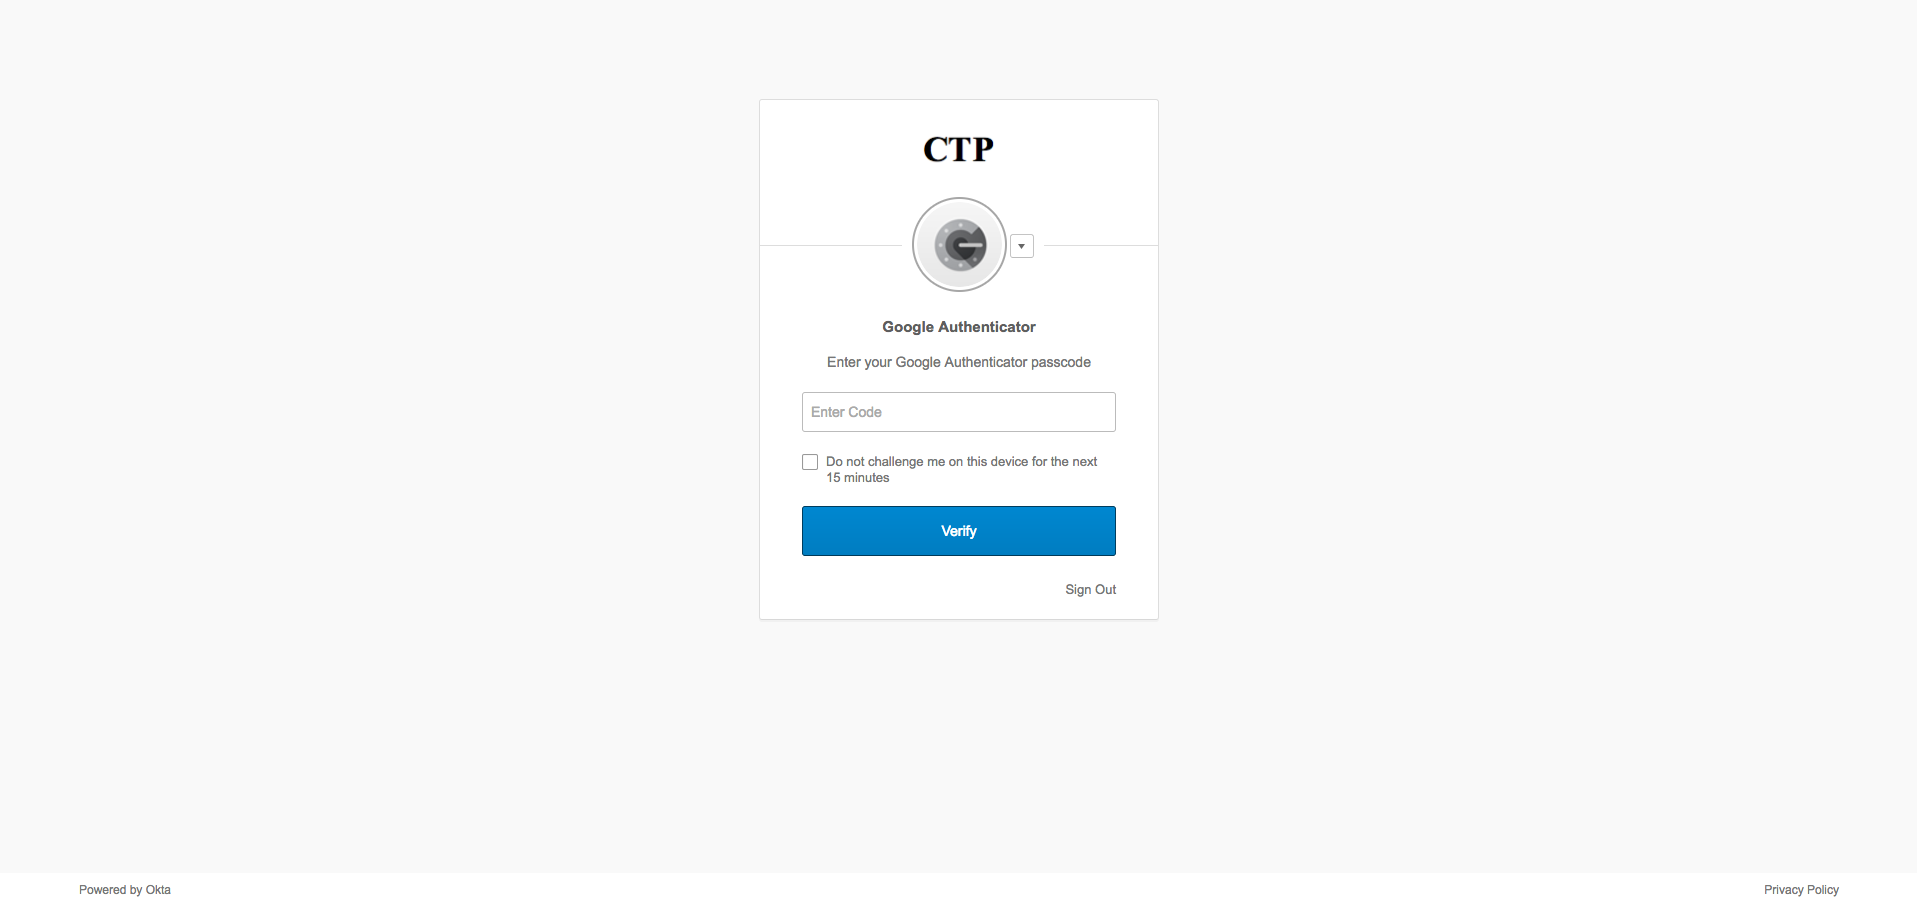 CTP
Google Authenticator
Enter your Google Authenticator passcode
Enter Code
Do not challenge me on this device for the next
15 minutes
Verify
Sign Out
Powered by Okta
Privacy Policy